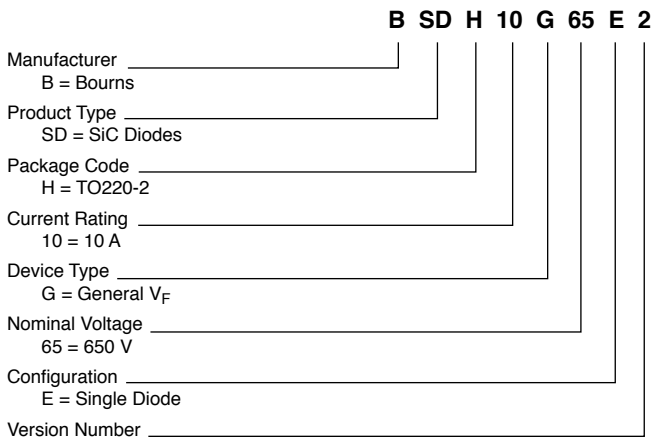 B SD H 10 G 65 E 2
Manufacturer
B = Bourns
Product Type
SD = SiC Diodes
Package Code
H = TO220-2
Current Rating
10 = 10 A
Device Type
G = General VF
Nominal Voltage
65 = 650 V
Configuration
E = Single Diode
Version Number